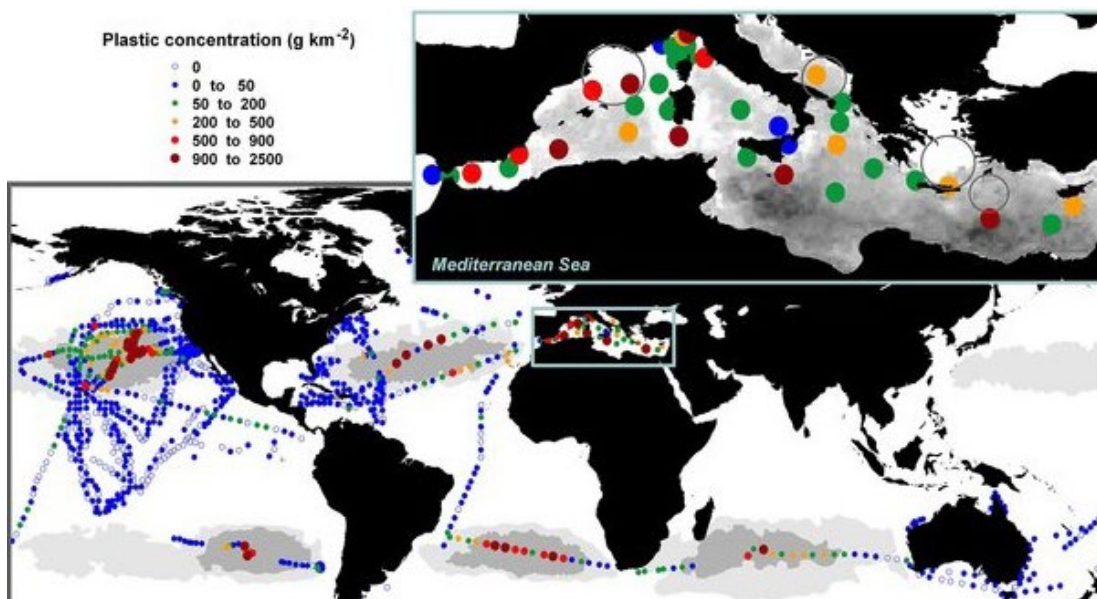 Plastic concentration (g km-2)
0
0 to 50
50 to 200
200 to 500
500 to 900
900 to 2500
Mediterranean Sea